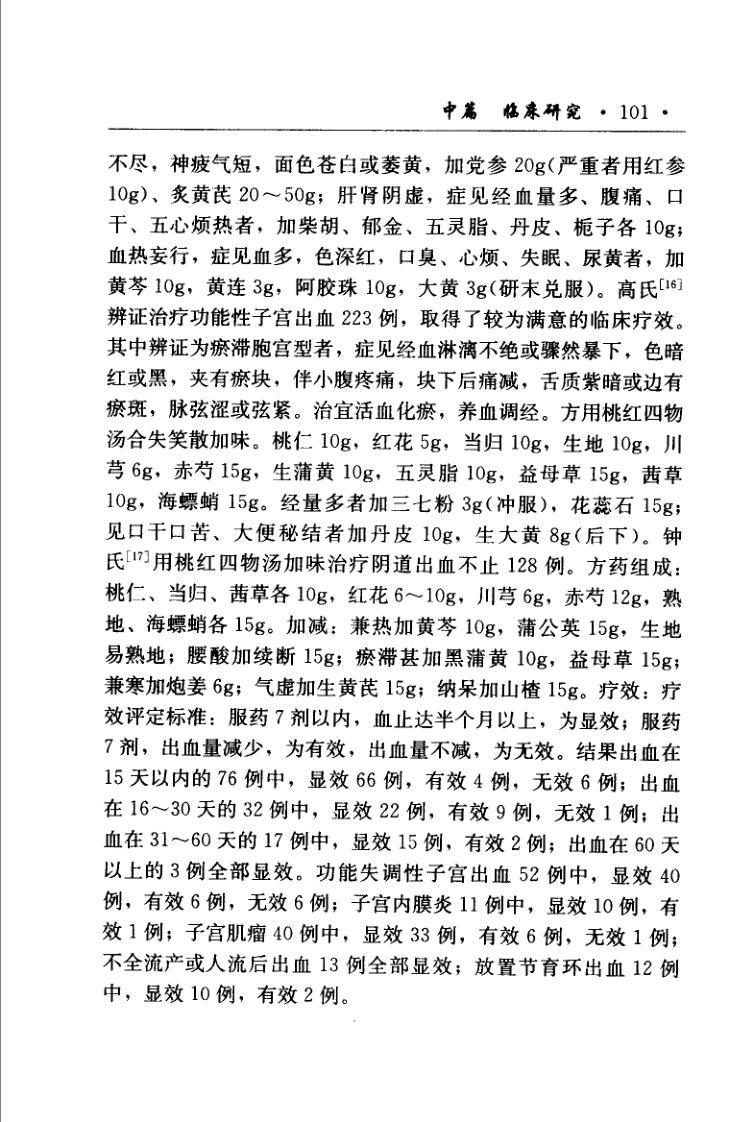 中篇 临床研究 · 101 ·
不尽，神疲气短，面色苍白或萎黄，加党参 20g(严重者用红参
10g)、炙黄芪 20～50g；肝肾阴虚，症见经血量多、腹痛、口
干、五心烦热者，加柴胡、郁金、五灵脂、丹皮、栀子各 10g；
血热妄行，症见血多，色深红，口臭、心烦、失眠、尿黄者，加
黄芩 10g，黄连 3g，阿胶珠 10g，大黄 3g(研末兑服)。高氏[16]
辨证治疗功能性子宫出血 223 例，取得了较为满意的临床疗效。
其中辨证为瘀滞胞宫型者，症见经血淋漓不绝或骤然暴下，色暗
红或黑，夹有瘀块，伴小腹疼痛，块下后痛减，舌质紫暗或边有
瘀斑，脉弦涩或弦紧。治宜活血化瘀，养血调经。方用桃红四物
汤合失笑散加味。桃仁 10g，红花 5g，当归 10g，生地 10g，川
芎 6g，赤芍 15g，生蒲黄 10g，五灵脂 10g，益母草 15g，茜草
10g，海螵蛸 15g。经量多者加三七粉 3g(冲服)，花蕊石 15g；
见口干口苦、大便秘结者加丹皮 10g，生大黄 8g(后下)。钟
氏[17]用桃红四物汤加味治疗阴道出血不止 128 例。方药组成：
桃仁、当归、茜草各 10g，红花 6～10g，川芎 6g，赤芍 12g，熟
地、海螵蛸各 15g。加减：兼热加黄芩 10g，蒲公英 15g，生地
易熟地；腰酸加续断 15g；瘀滞甚加黑蒲黄 10g，益母草 15g；
兼寒加炮姜 6g；气虚加生黄芪 15g；纳呆加山楂 15g。疗效：疗
效评定标准：服药 7 剂以内，血止达半个月以上，为显效；服药
7 剂，出血量减少，为有效，出血量不减，为无效。结果出血在
15 天以内的 76 例中，显效 66 例，有效 4 例，无效 6 例；出血
在 16～30 天的 32 例中，显效 22 例，有效 9 例，无效 1 例；出
血在 31～60 天的 17 例中，显效 15 例，有效 2 例；出血在 60 天
以上的 3 例全部显效。功能失调性子宫出血 52 例中，显效 40
例，有效 6 例，无效 6 例；子宫内膜炎 11 例中，显效 10 例，有
效 1 例；子宫肌瘤 40 例中，显效 33 例，有效 6 例，无效 1 例；
不全流产或人流后出血 13 例全部显效；放置节育环出血 12 例
中，显效 10 例，有效 2 例。